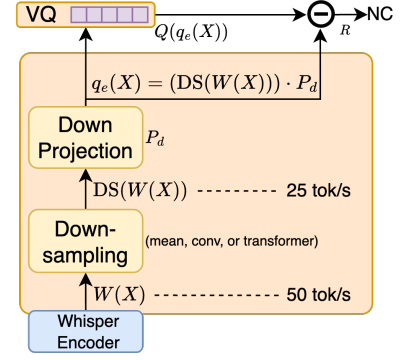 VQ
NC
Q(q_e(X))
R
q_e(X) = (DS(W(X))) · P_d
Down
Projection
P_d
DS(W(X)) --------- 25 tok/s
Down-
sampling
(mean, conv, or transformer)
W(X) -------------- 50 tok/s
Whisper
Encoder